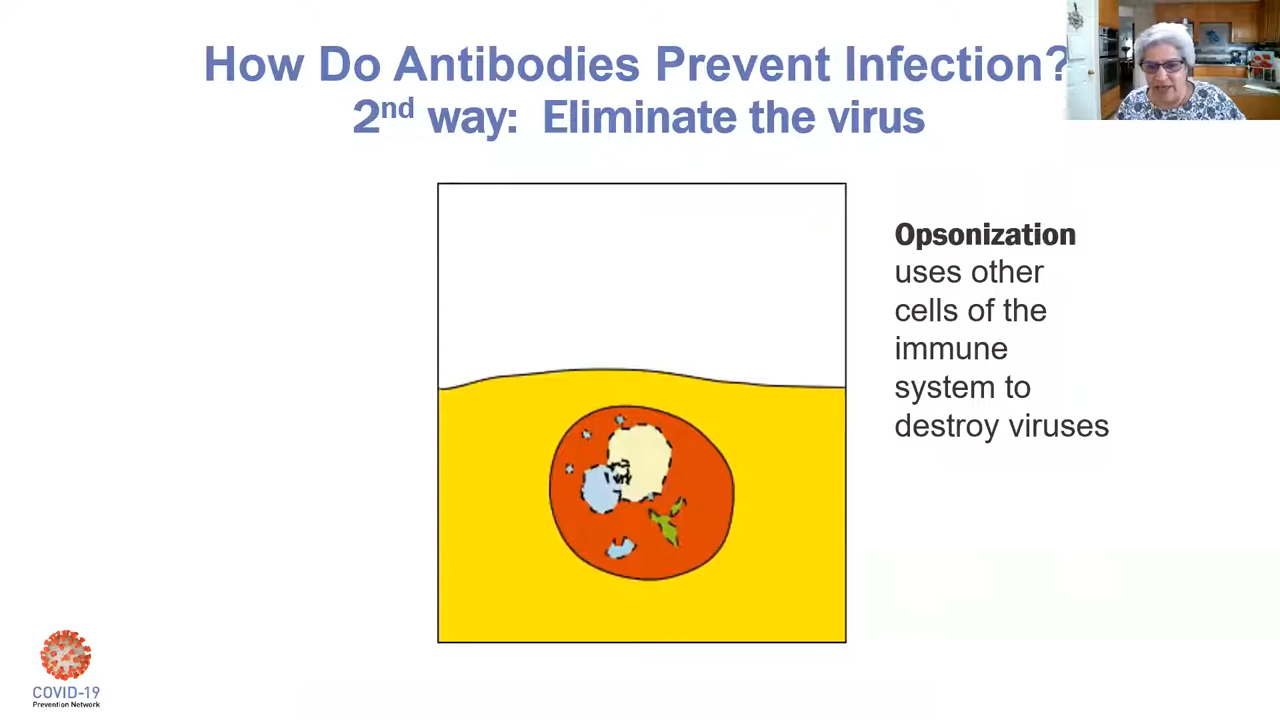 How Do Antibodies Prevent Infection?
2nd way: Eliminate the virus
Opsonization
uses other
cells of the
immune
system to
destroy viruses
COVID-19
Prevention Network